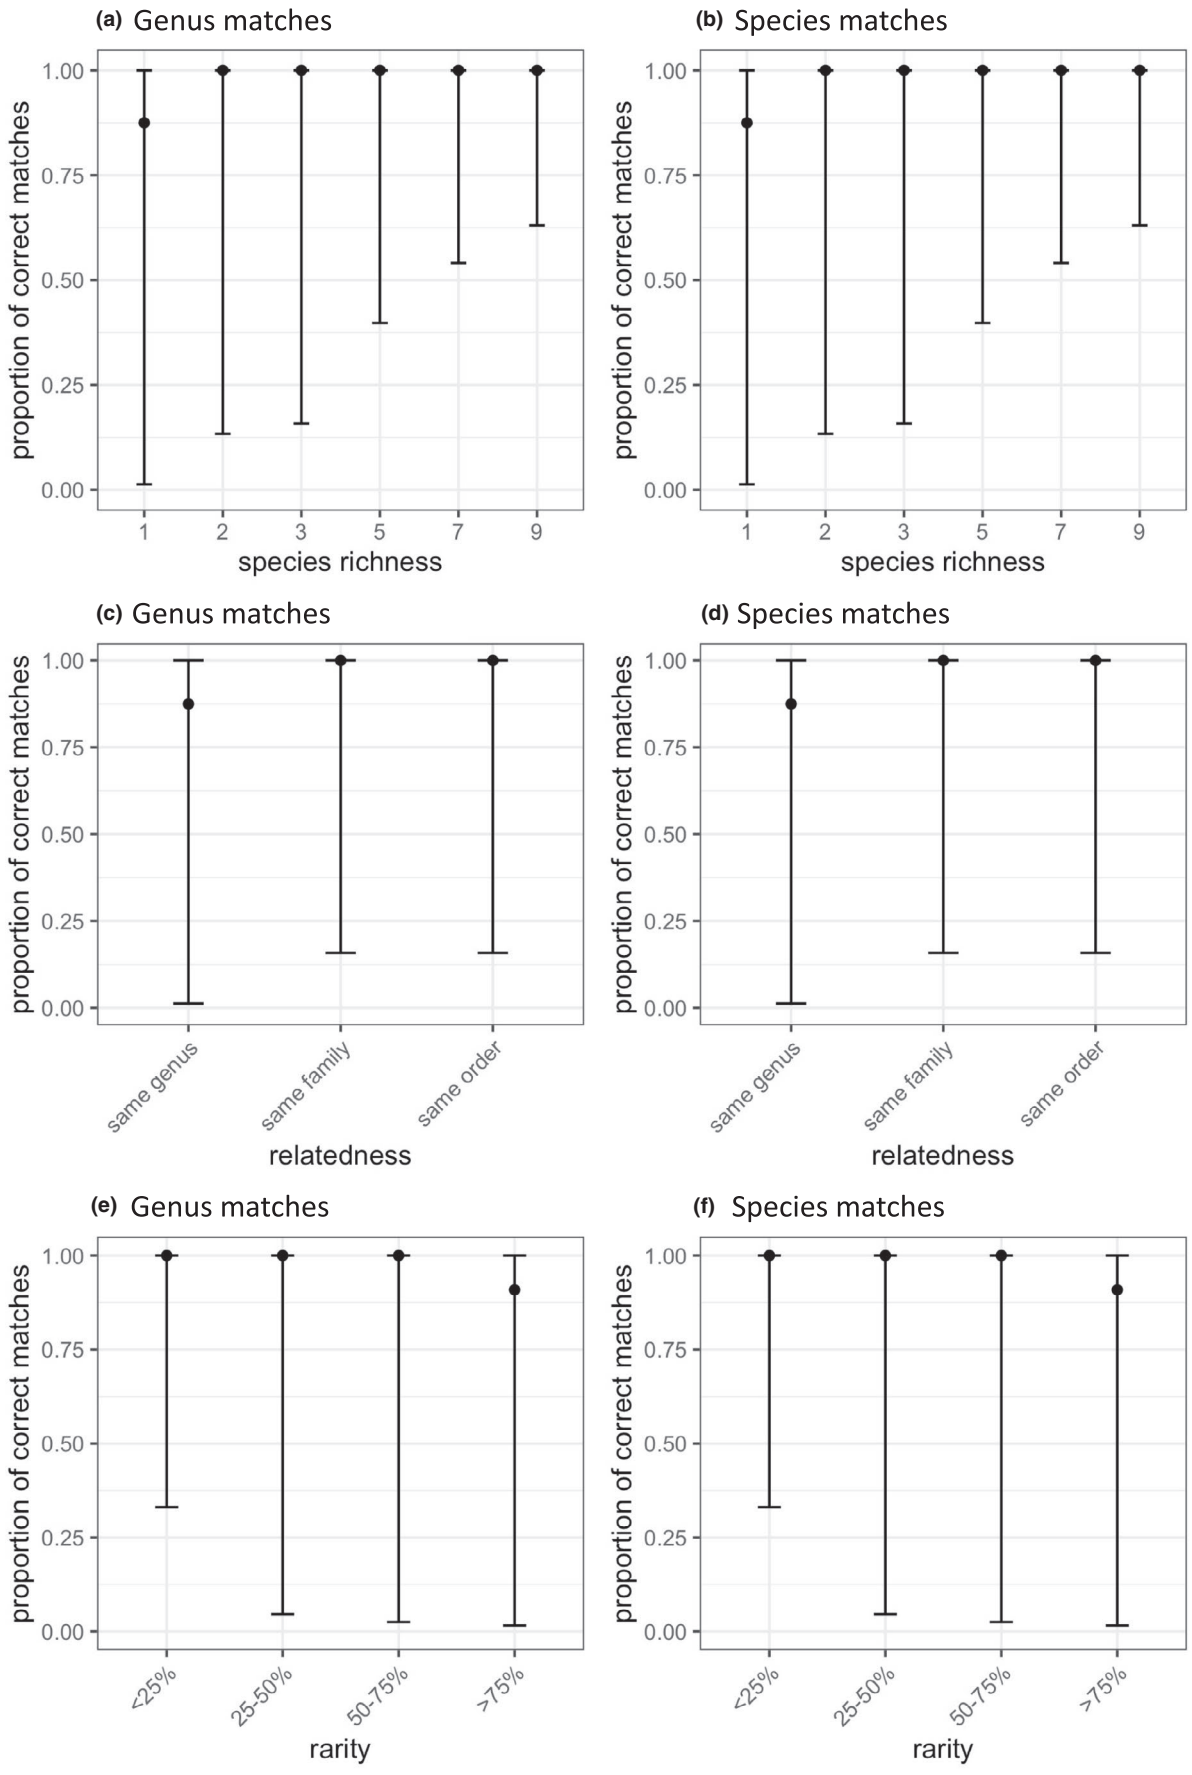 (a) Genus matches
(b) Species matches
proportion of correct matches
1.00
0.75
0.50
0.25
0.00
1 2 3 5 7 9
species richness
proportion of correct matches
1.00
0.75
0.50
0.25
0.00
1 2 3 5 7 9
species richness
(c) Genus matches
(d) Species matches
proportion of correct matches
1.00
0.75
0.50
0.25
0.00
same genus
same family
same order
relatedness
proportion of correct matches
1.00
0.75
0.50
0.25
0.00
same genus
same family
same order
relatedness
(e) Genus matches
(f) Species matches
proportion of correct matches
1.00
0.75
0.50
0.25
0.00
<25%
25-50%
50-75%
>75%
rarity
proportion of correct matches
1.00
0.75
0.50
0.25
0.00
<25%
25-50%
50-75%
>75%
rarity